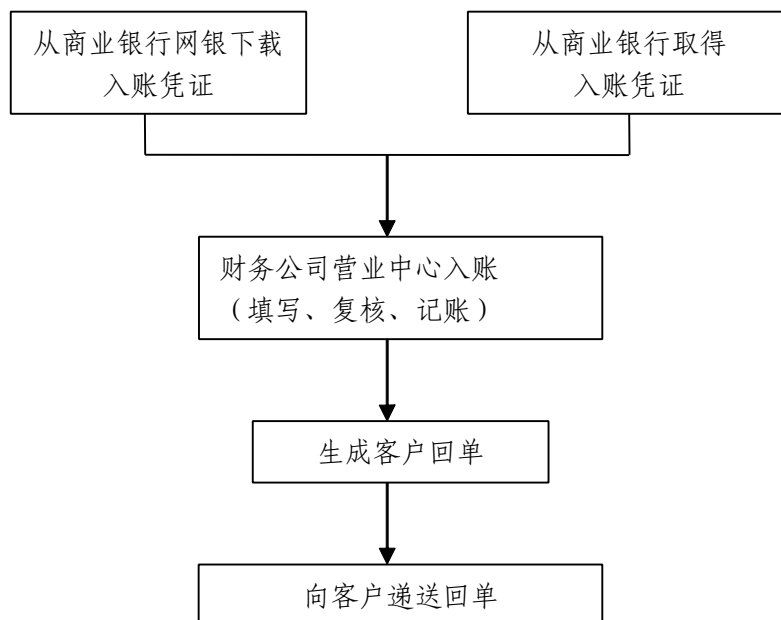 从商业银行网银下载
入账凭证
从商业银行取得
入账凭证
财务公司营业中心入账
（填写、复核、记账）
生成客户回单
向客户递送回单